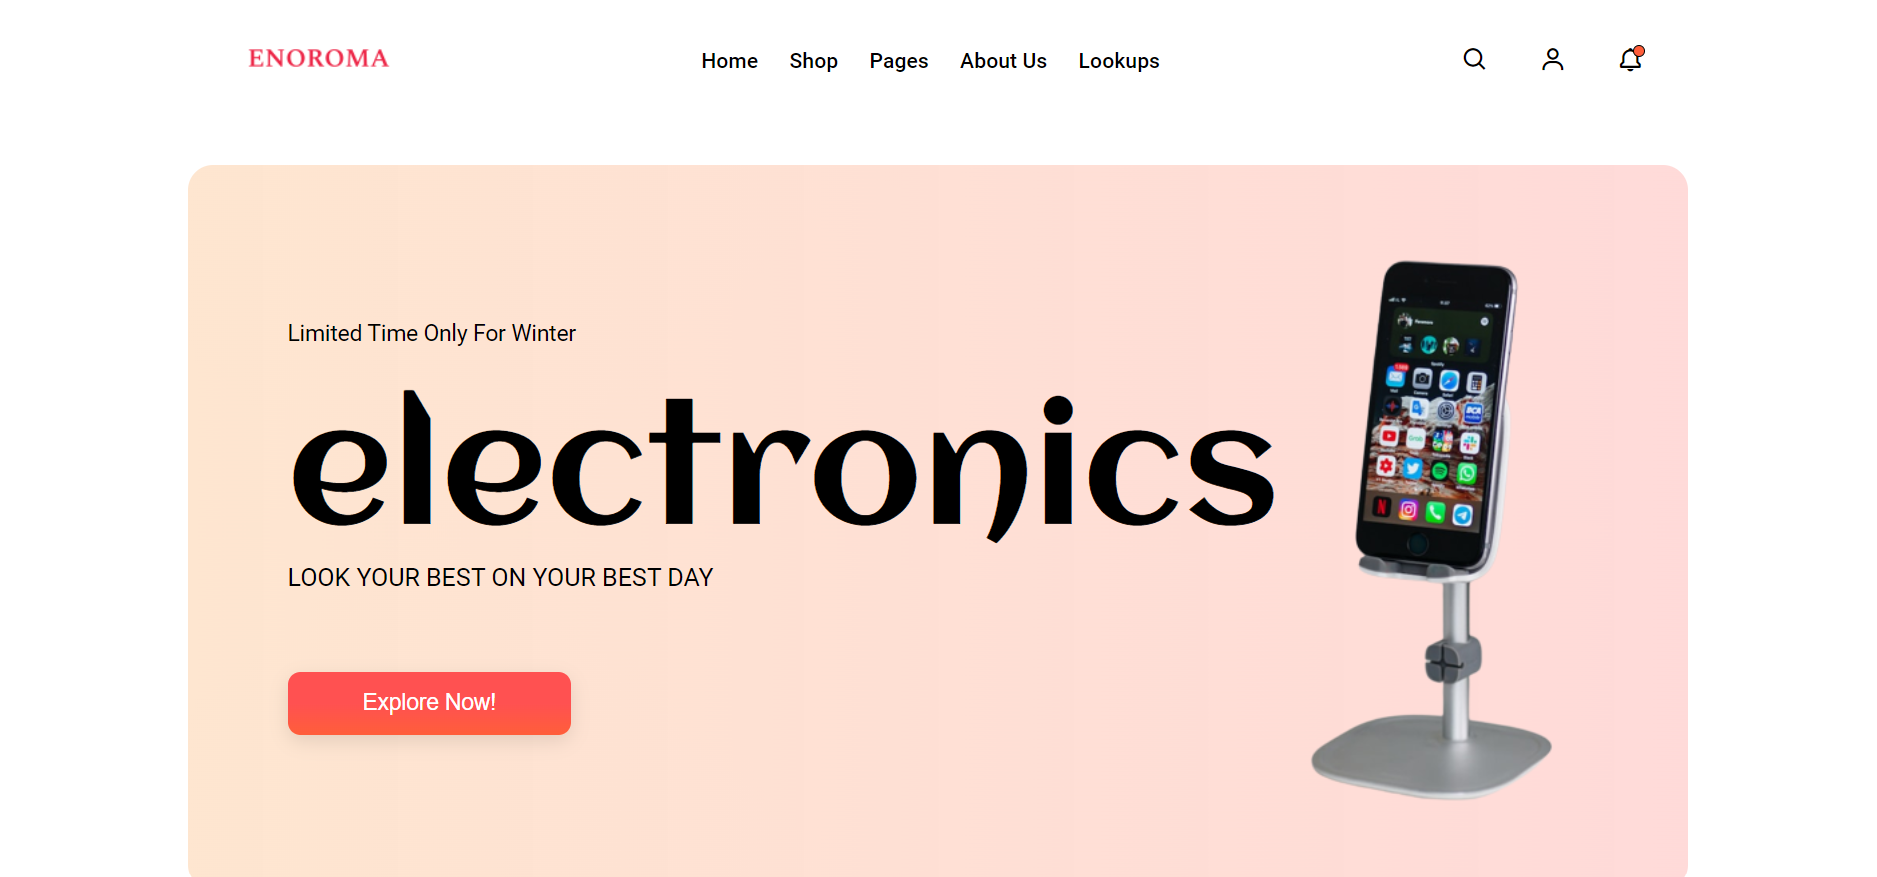 ENOROMA
Home Shop Pages About Us Lookups
Limited Time Only For Winter
electronics
LOOK YOUR BEST ON YOUR BEST DAY
Explore Now!